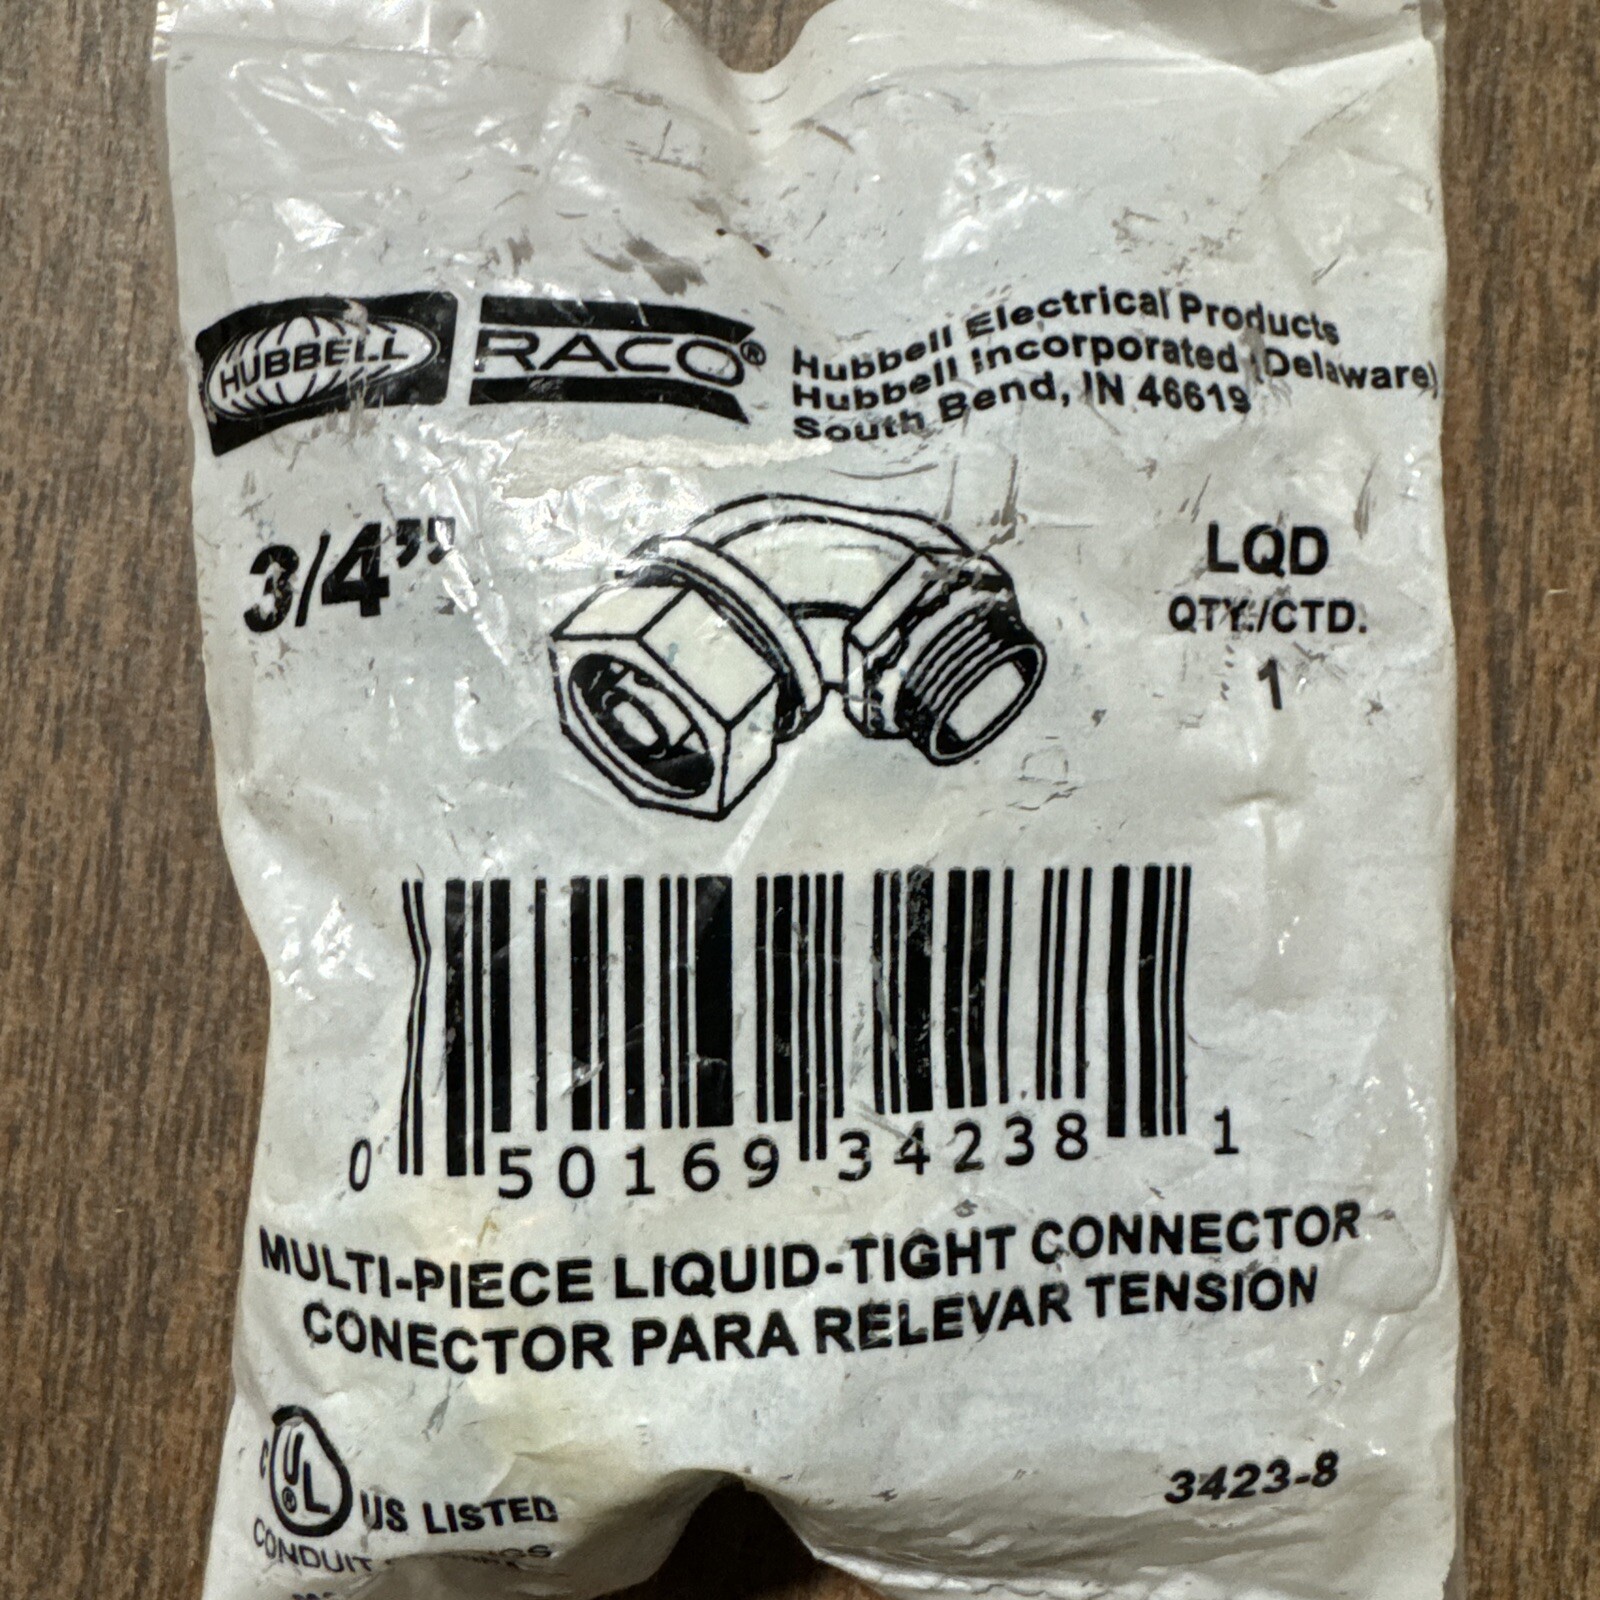 HUBBELL
RACO®
Hubbell Electrical Products
Hubbell Incorporated (Delaware)
South Bend, IN 46619
3/4”
LQD
QTY./CTD.
1
0 50169 34238 1
MULTI-PIECE LIQUID-TIGHT CONNECTOR
CONECTOR PARA RELEVAR TENSION
C UL® US LISTED
3423-8
CONDUIT